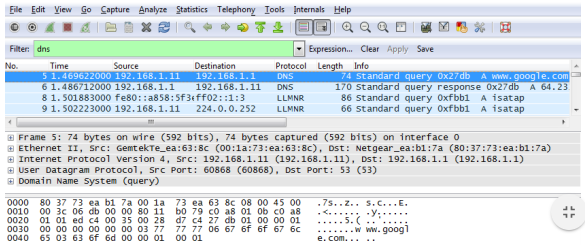 File Edit View Go Capture Analyze Statistics Telephony Tools Internals Help
Filter: dns Expression... Clear Apply Save
No. Time Source Destination Protocol Length Info
5 1.469622000 192.168.1.11 192.168.1.1 DNS 74 Standard query 0x27db A www.google.com
6 1.486712000 192.168.1.1 192.168.1.11 DNS 170 Standard query response 0x27db A 64.23
8 1.501883000 fe80::a858:5f3e ff02::1:3 LLMNR 86 Standard query 0xfbb1 A isatap
9 1.502223000 192.168.1.11 224.0.0.252 LLMNR 66 Standard query 0xfbb1 A isatap
Frame 5: 74 bytes on wire (592 bits), 74 bytes captured (592 bits) on interface 0
Ethernet II, Src: GemtekTe_ea:63:8c (00:1a:73:ea:63:8c), Dst: Netgear_ea:b1:7a (80:37:73:ea:b1:7a)
Internet Protocol Version 4, Src: 192.168.1.11 (192.168.1.11), Dst: 192.168.1.1 (192.168.1.1)
User Datagram Protocol, Src Port: 60868 (60868), Dst Port: 53 (53)
Domain Name System (query)
0000 80 37 73 ea b1 7a 00 1a 73 ea 63 8c 08 00 45 00 .7s..z.. s.c...E.
0010 00 3c 06 db 00 00 80 11 b0 79 c0 a8 01 0b c0 a8 .<...... .y......
0020 01 01 ed c4 00 35 00 28 d7 c4 27 db 01 00 00 01 .....5.( ..'.....
0030 00 00 00 00 00 00 03 77 77 77 06 67 6f 6f 67 6c .......w ww.googl
0040 65 03 63 6f 6d 00 00 01 00 01 e.com... ..